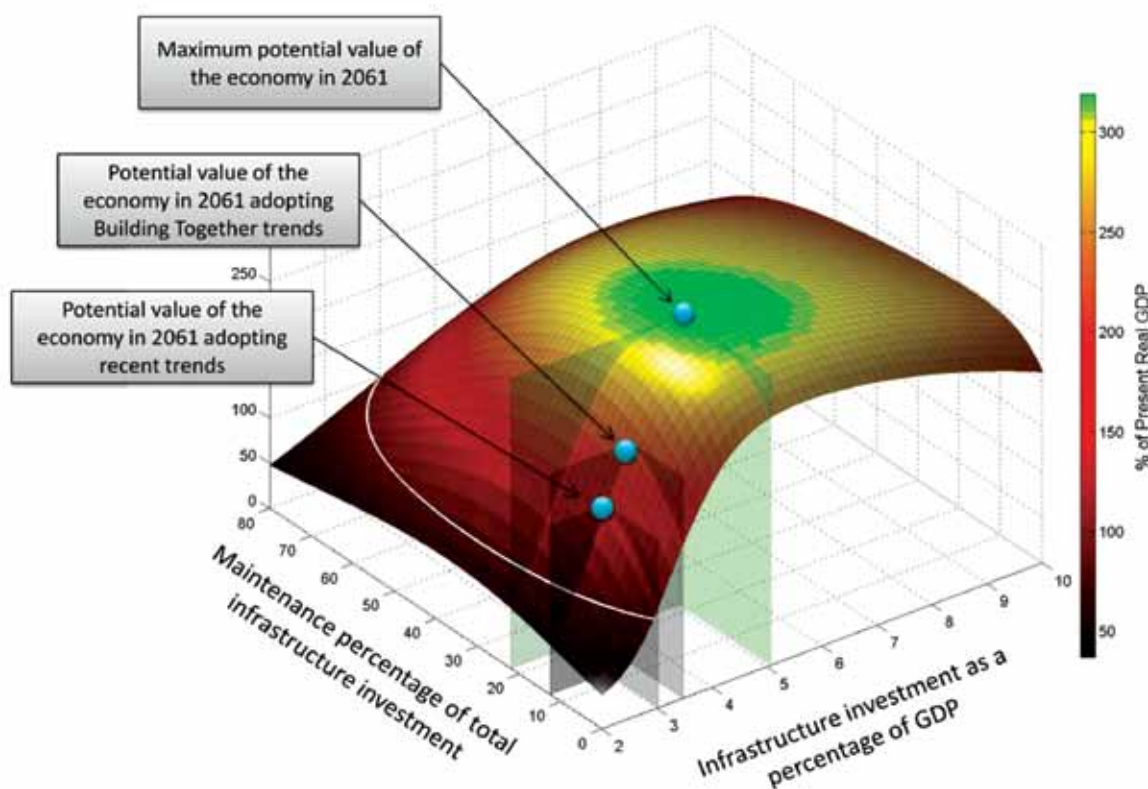 Maximum potential value of
the economy in 2061
Potential value of the
economy in 2061 adopting
Building Together trends
Potential value of the
economy in 2061 adopting
recent trends
250
100
50
0
80
70
60
50
40
30
20
10
0
Maintenance percentage of total
infrastructure investment
2
3
4
5
6
7
8
9
10
Infrastructure investment as a
percentage of GDP
300
250
200
150
100
50
% of Present Real GDP